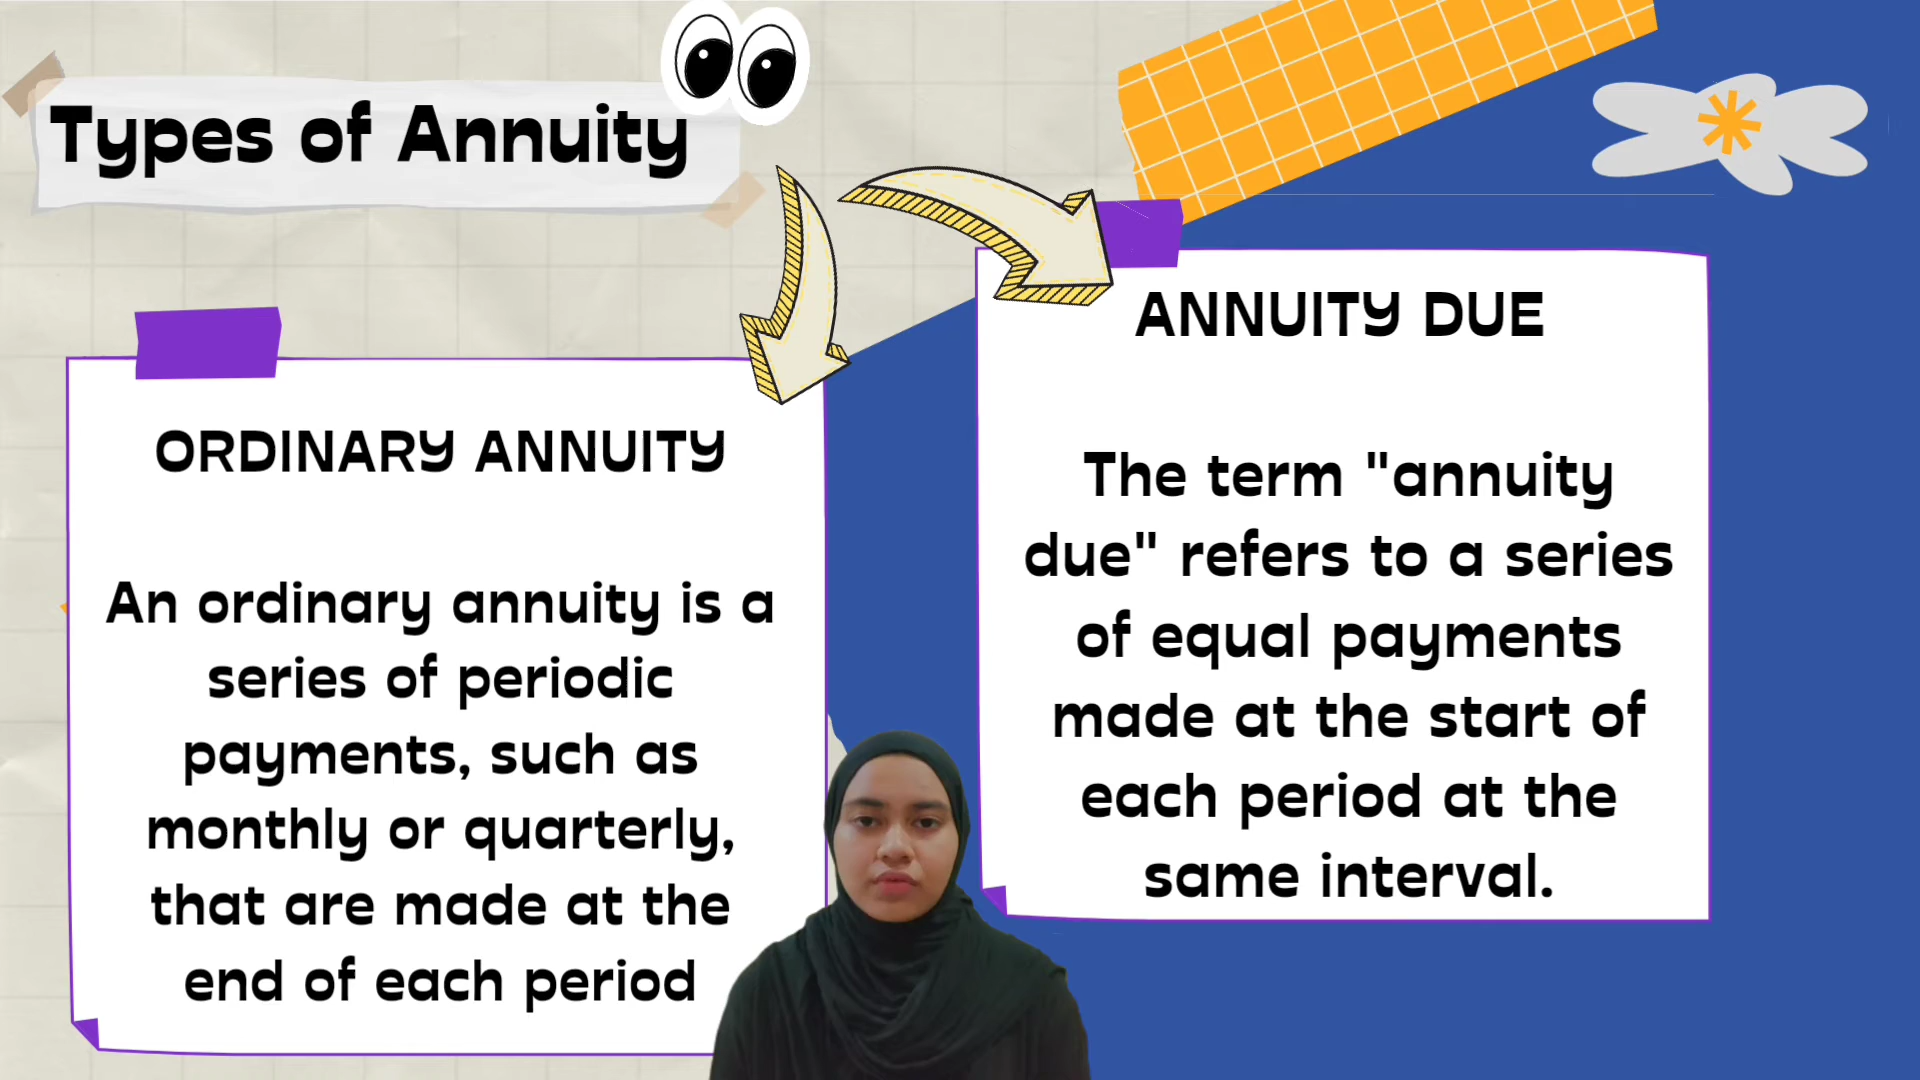 Types of Annuity
ORDINARY ANNUITY
An ordinary annuity is a
series of periodic
payments, such as
monthly or quarterly,
that are made at the
end of each period
ANNUITY DUE
The term "annuity
due" refers to a series
of equal payments
made at the start of
each period at the
same interval.